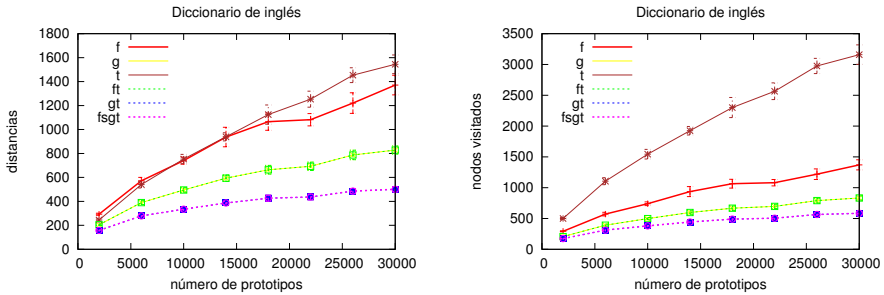 Diccionario de inglés
distancias
1800
1600
1400
1200
1000
800
600
400
200
0
f
g
t
ft
gt
fsgt
0 5000 10000 15000 20000 25000 30000
número de prototipos
Diccionario de inglés
nodos visitados
3500
3000
2500
2000
1500
1000
500
0
f
g
t
ft
gt
fsgt
0 5000 10000 15000 20000 25000 30000
número de prototipos